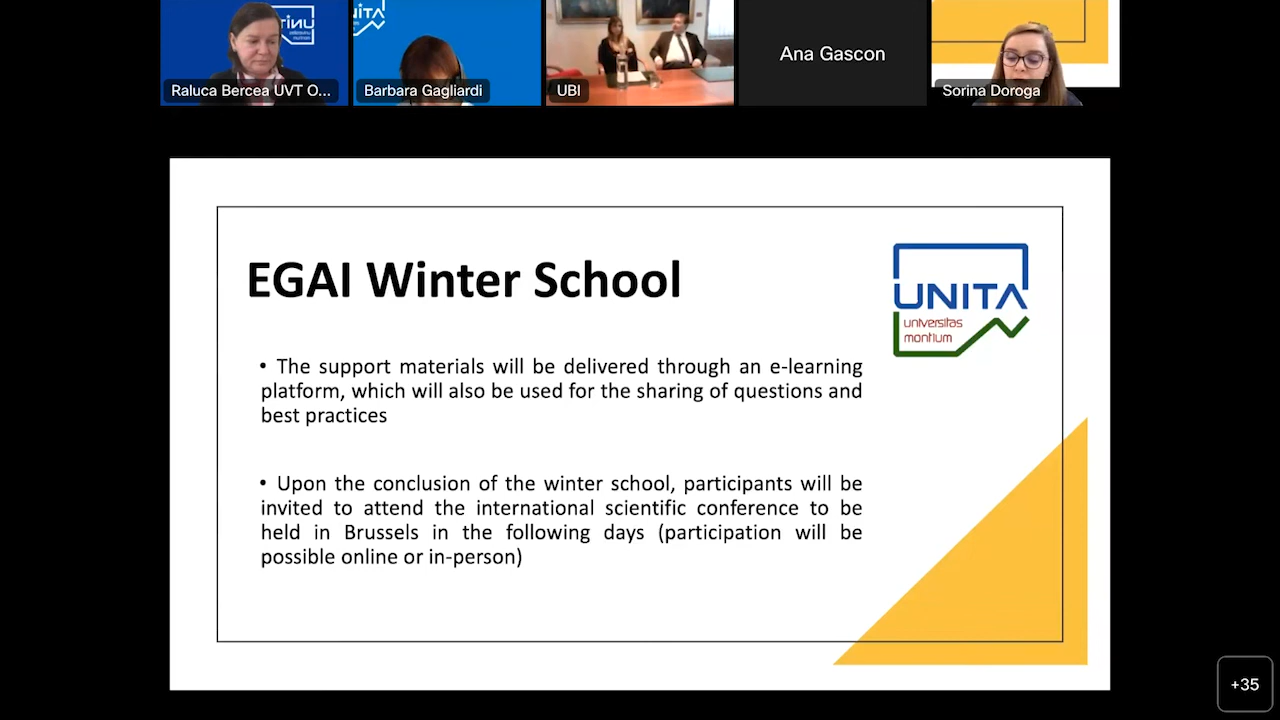 UNITA
UNITA
Raluca Bercea UVT O...
Barbara Gagliardi
UBI
Ana Gascon
Sorina Doroga
EGAI Winter School
UNITA
universitas
montium
• The support materials will be delivered through an e-learning
platform, which will also be used for the sharing of questions and
best practices
• Upon the conclusion of the winter school, participants will be
invited to attend the international scientific conference to be
held in Brussels in the following days (participation will be
possible online or in-person)
+35